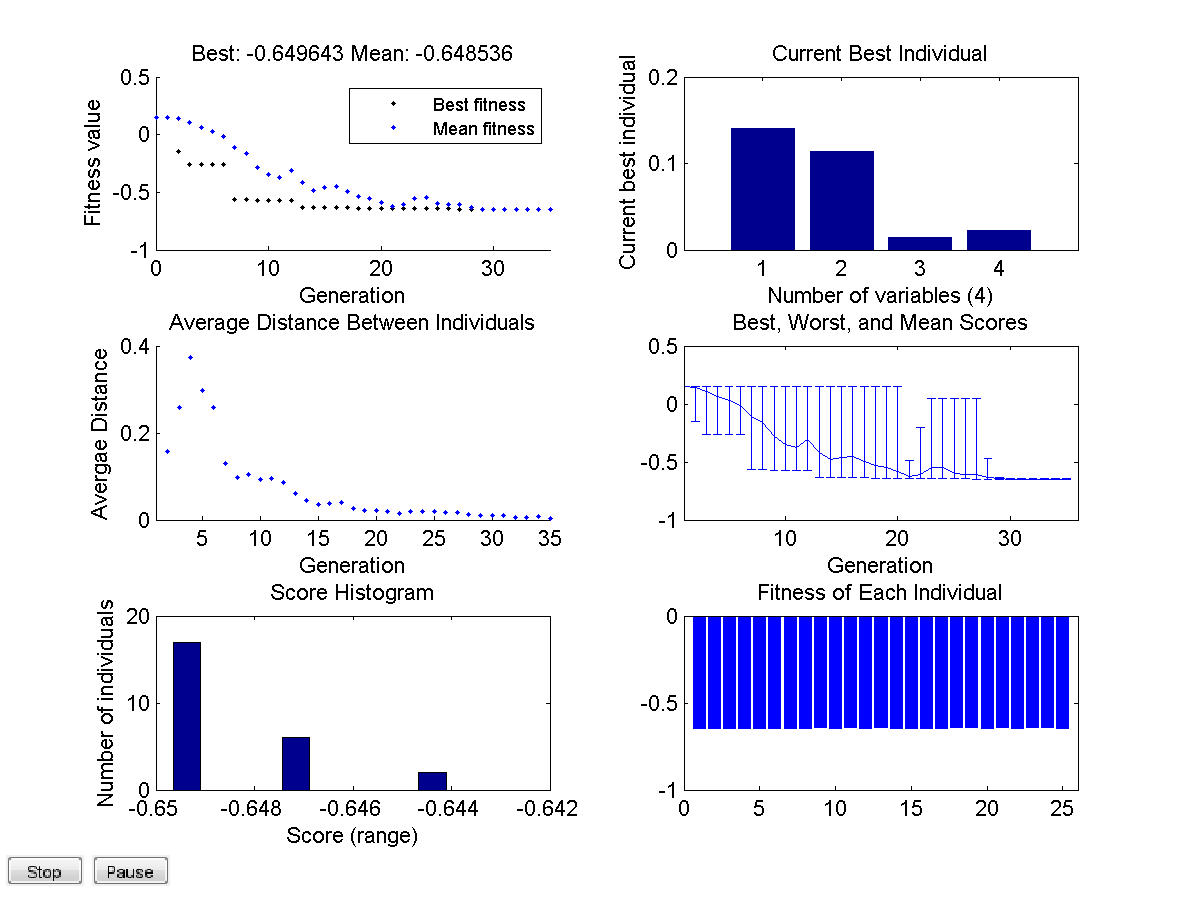 Best: -0.649643 Mean: -0.648536
Fitness value
0.5
0
-0.5
-1
Best fitness
Mean fitness
0 10 20 30
Generation
Current Best Individual
Current best individual
0.2
0.1
0
1 2 3 4
Number of variables (4)
Average Distance Between Individuals
Avergae Distance
0.4
0.2
0
5 10 15 20 25 30 35
Generation
Best, Worst, and Mean Scores
0.5
0
-0.5
-1
10 20 30
Generation
Score Histogram
Number of individuals
20
10
0
-0.65 -0.648 -0.646 -0.644 -0.642
Score (range)
Fitness of Each Individual
0
-0.5
-1
0 5 10 15 20 25
Stop Pause